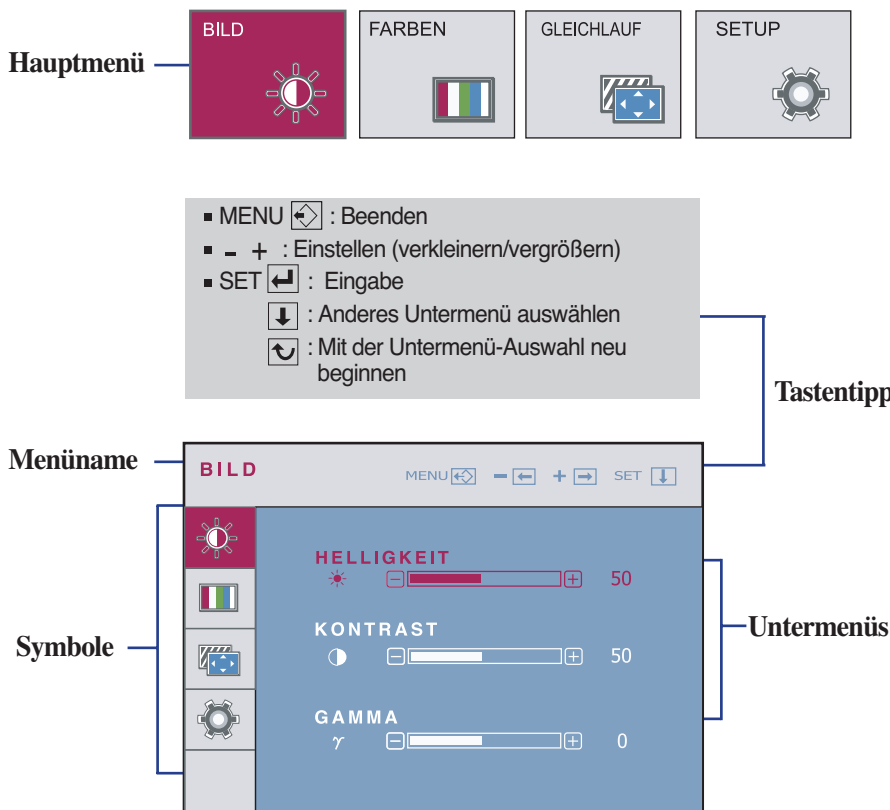 BILD FARBEN GLEICHLAUF SETUP
Hauptmenü
▪ MENU : Beenden
▪ - + : Einstellen (verkleinern/vergrößern)
▪ SET : Eingabe
: Anderes Untermenü auswählen
: Mit der Untermenü-Auswahl neu
beginnen
Tastentipp
Menüname
BILD MENU - + SET
HELLIGKEIT
50
KONTRAST
50
Untermenüs
Symbole
GAMMA
γ 0